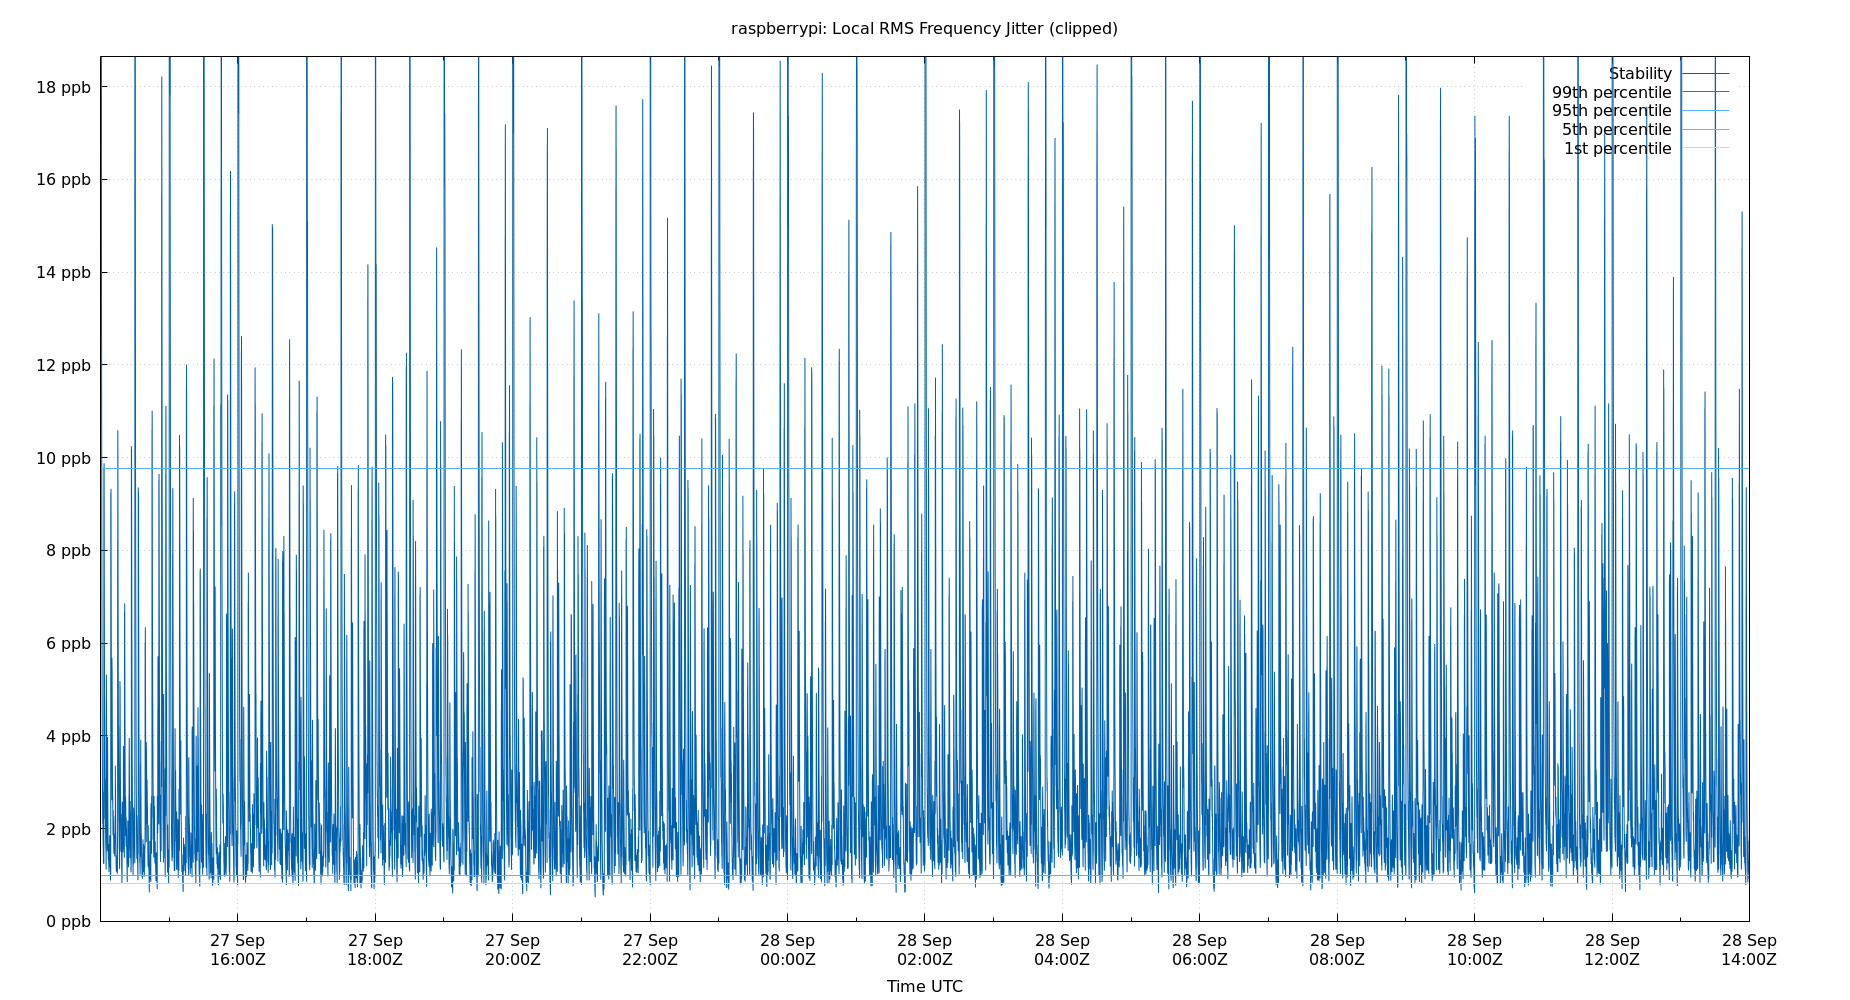 raspberrypi: Local RMS Frequency Jitter (clipped)
Stability
99th percentile
95th percentile
5th percentile
1st percentile
18 ppb
16 ppb
14 ppb
12 ppb
10 ppb
8 ppb
6 ppb
4 ppb
2 ppb
0 ppb
27 Sep 27 Sep 27 Sep 27 Sep 28 Sep 28 Sep 28 Sep 28 Sep 28 Sep 28 Sep 28 Sep 28 Sep
16:00Z 18:00Z 20:00Z 22:00Z 00:00Z 02:00Z 04:00Z 06:00Z 08:00Z 10:00Z 12:00Z 14:00Z
Time UTC